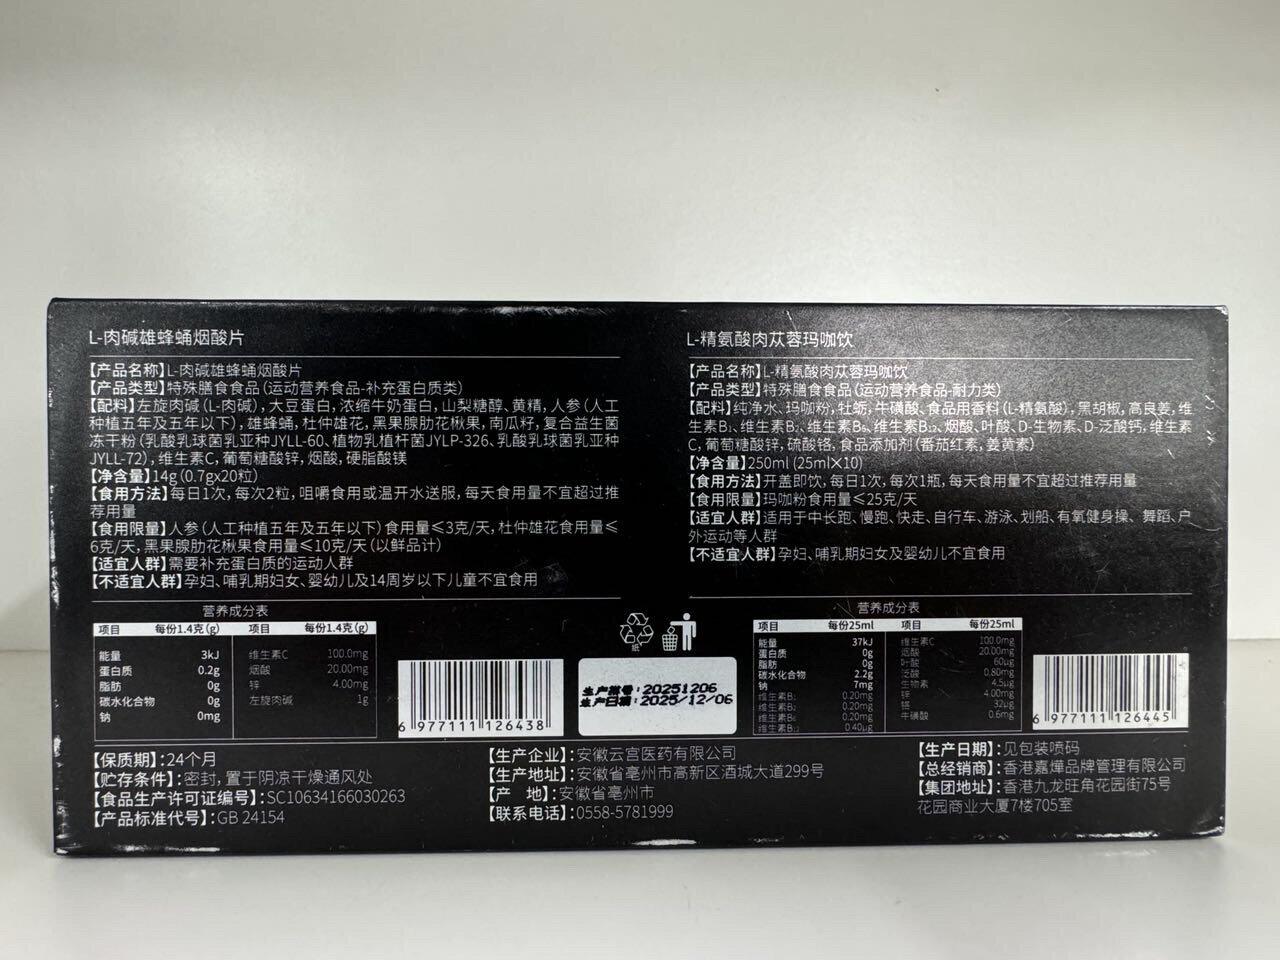 L-肉碱雄蜂蛹烟酸片
【产品名称】L-肉碱雄蜂蛹烟酸片
【产品类型】特殊膳食食品（运动营养食品-补充蛋白质类）
【配料】左旋肉碱（L-肉碱），大豆蛋白，浓缩牛奶蛋白，山梨糖醇、黄精，人参（人工
种植五年及五年以下），雄蜂蛹，杜仲雄花，黑果腺肋花楸果，南瓜籽，复合益生菌
冻干粉（乳酸乳球菌乳亚种JYLL-60、植物乳植杆菌JYLP-326、乳酸乳球菌乳亚种
JYLL-72），维生素C，葡萄糖酸锌，烟酸，硬脂酸镁
【净含量】14g（0.7gx20粒）
【食用方法】每日1次，每次2粒，咀嚼食用或温开水送服，每天食用量不宜超过推
荐用量
【食用限量】人参（人工种植五年及五年以下）食用量≤3克/天，杜仲雄花食用量≤
6克/天，黑果腺肋花楸果食用量≤10克/天（以鲜品计）
【适宜人群】需要补充蛋白质的运动人群
【不适宜人群】孕妇、哺乳期妇女、婴幼儿及14周岁以下儿童不宜食用
营养成分表
项目 每份1.4克(g) 项目 每份1.4克(g)
能量 3kJ 维生素C 100.0mg
蛋白质 0.2g 烟酸 20.00mg
脂肪 0g 锌 4.00mg
碳水化合物 0g 左旋肉碱 1g
钠 0mg
6 977111 126438
L-精氨酸肉苁蓉玛咖饮
【产品名称】L-精氨酸肉苁蓉玛咖饮
【产品类型】特殊膳食食品（运动营养食品-耐力类）
【配料】纯净水、玛咖粉，牡蛎，牛磺酸、食品用香料（L-精氨酸），黑胡椒，高良姜，维
生素B₁、维生素B₂、维生素B₆、维生素B₁₂、烟酸、叶酸、D-生物素、D-泛酸钙，维生素
C，葡萄糖酸锌，硫酸铬，食品添加剂（番茄红素，姜黄素）
【净含量】250ml（25ml×10）
【食用方法】开盖即饮，每日1次，每次1瓶，每天食用量不宜超过推荐用量
【食用限量】玛咖粉食用量≤25克/天
【适宜人群】适用于中长跑、慢跑、快走、自行车、游泳、划船、有氧健身操、舞蹈、户
外运动等人群
【不适宜人群】孕妇、哺乳期妇女及婴幼儿不宜食用
营养成分表
项目 每份25ml 项目 每份25ml
能量 37kJ 维生素C 100.0mg
蛋白质 0g 烟酸 20.00mg
脂肪 0g 叶酸 60μg
碳水化合物 2.2g 泛酸 0.80mg
钠 7mg 生物素 4.5μg
维生素B₁ 0.20mg 锌 4.00mg
维生素B₂ 0.20mg 铬 32μg
维生素B₆ 0.20mg 牛磺酸 0.6mg
维生素B₁₂ 0.40μg
6 977111 126445
纸
生产批号：20251206
生产日期：2025/12/06
【保质期】：24个月
【贮存条件】：密封，置于阴凉干燥通风处
【食品生产许可证编号】：SC10634166030263
【产品标准代号】：GB 24154
【生产企业】：安徽云宫医药有限公司
【生产地址】：安徽省亳州市高新区酒城大道299号
【产 地】：安徽省亳州市
【联系电话】：0558-5781999
【生产日期】：见包装喷码
【总经销商】：香港嘉燁品牌管理有限公司
【集团地址】：香港九龙旺角花园街75号
花园商业大厦7楼705室